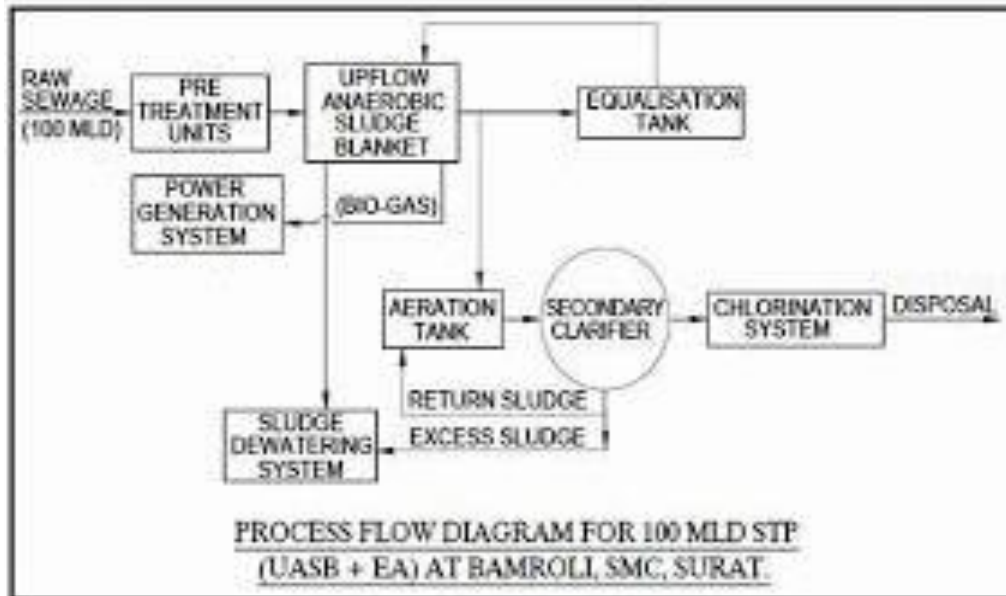 RAW
SEWAGE
(100 MLD)
PRE
TREATMENT
UNITS
UPFLOW
ANAEROBIC
SLUDGE
BLANKET
EQUALISATION
TANK
POWER
GENERATION
SYSTEM
(BIO-GAS)
AERATION
TANK
SECONDARY
CLARIFIER
CHLORINATION
SYSTEM
DISPOSAL
RETURN SLUDGE
EXCESS SLUDGE
SLUDGE
DEWATERING
SYSTEM
PROCESS FLOW DIAGRAM FOR 100 MLD STP
(UASB + EA) AT BAMROLI, SMC, SURAT.